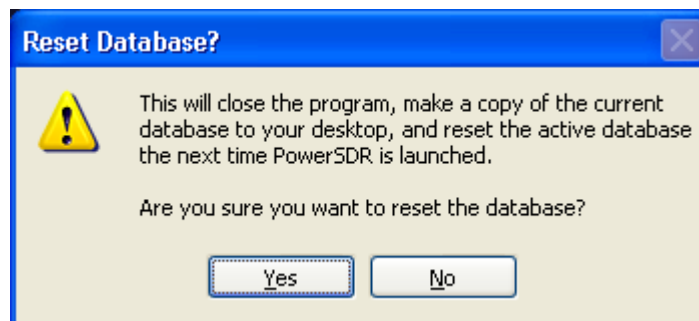 Reset Database?
This will close the program, make a copy of the current
database to your desktop, and reset the active database
the next time PowerSDR is launched.
Are you sure you want to reset the database?
Yes
No